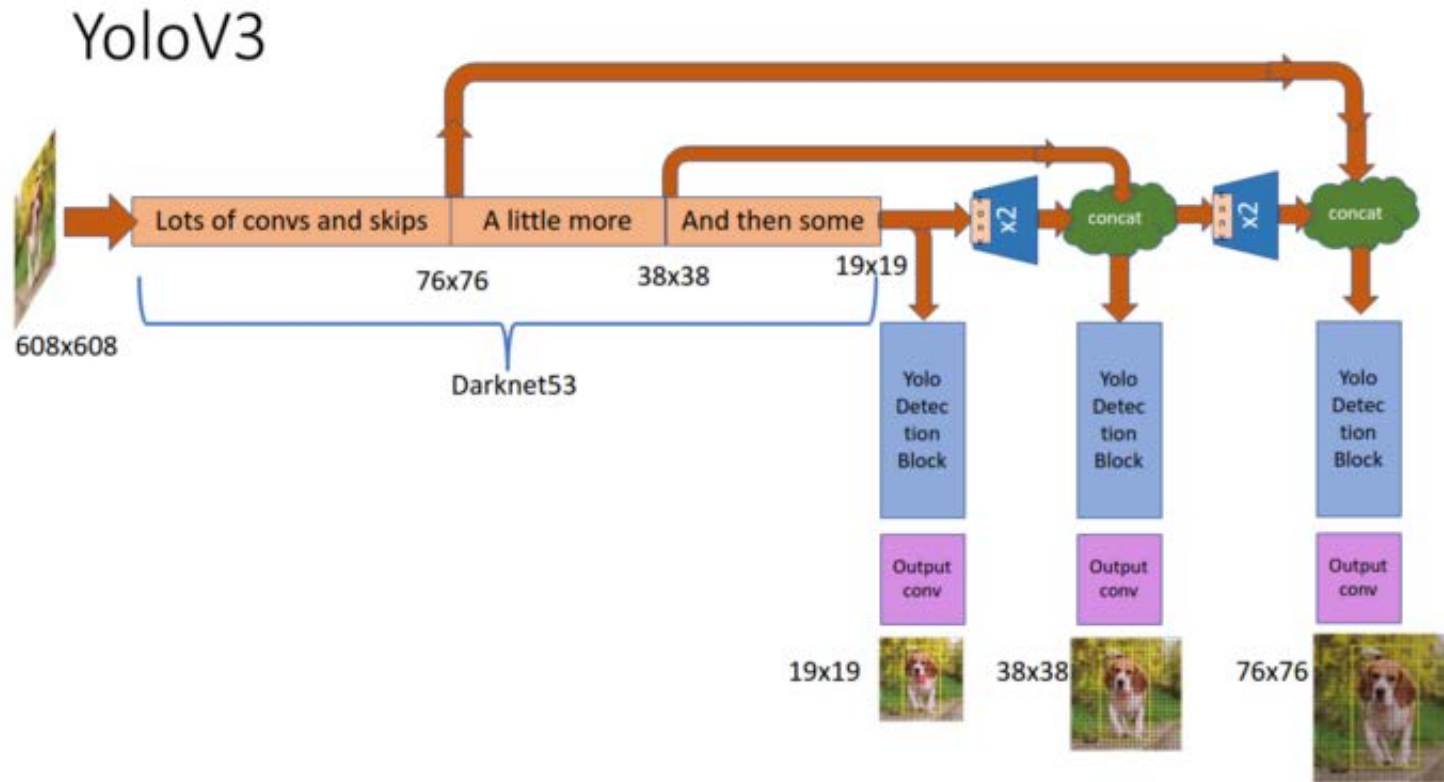 YoloV3
Lots of convs and skips
A little more
And then some
x2
concat
x2
concat
76x76
38x38
19x19
608x608
Darknet53
Yolo
Detec
tion
Block
Yolo
Detec
tion
Block
Yolo
Detec
tion
Block
Output
conv
Output
conv
Output
conv
19x19
38x38
76x76